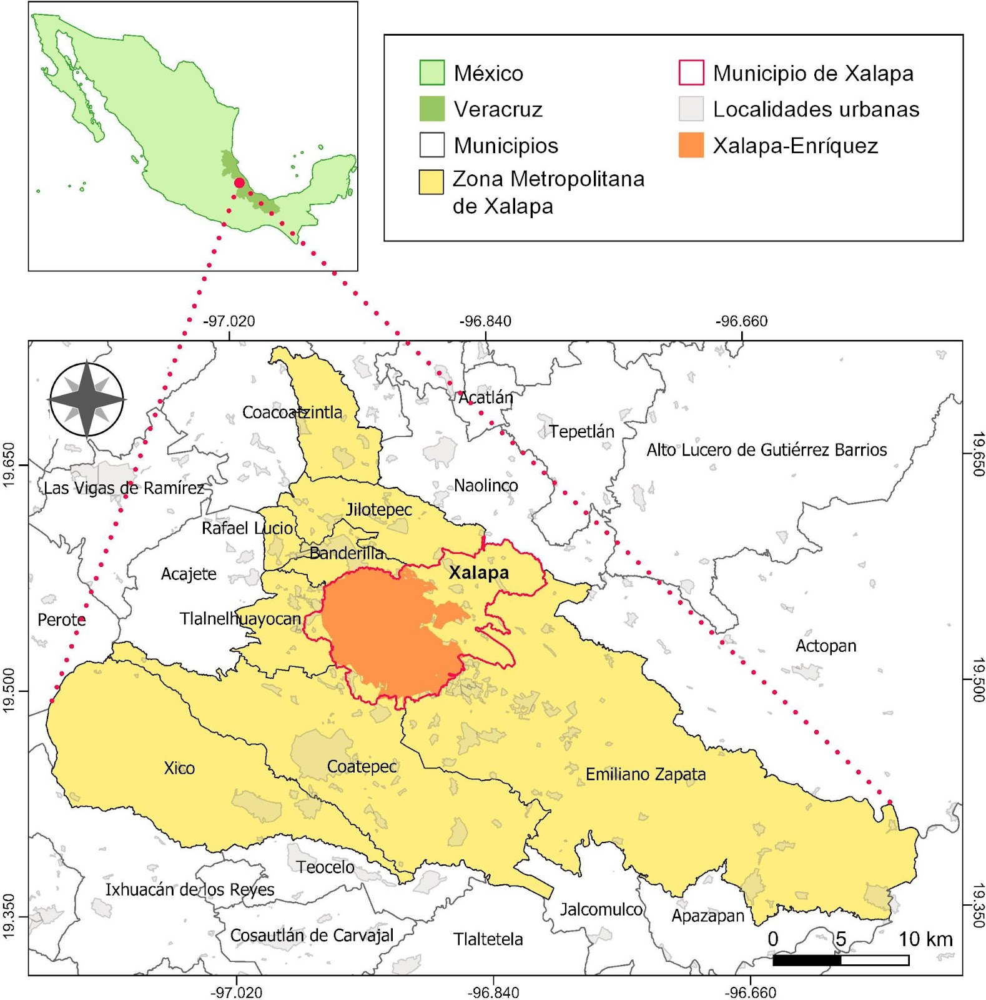 México
Veracruz
Municipios
Zona Metropolitana
de Xalapa
Municipio de Xalapa
Localidades urbanas
Xalapa-Enríquez
-97.020
-96.840
-96.660
19.650
19.500
19.350
19.650
19.500
19.350
Acatlán
Coacoatzintla
Tepetlán
Alto Lucero de Gutiérrez Barrios
Las Vigas de Ramírez
Naolinco
Jilotepec
Rafael Lucio
Banderilla
Acajete
Xalapa
Perote
Tlalnelhuayocan
Actopan
Xico
Coatepec
Emiliano Zapata
Teocelo
Ixhuacán de los Reyes
Jalcomulco
Apazapan
Cosautlán de Carvajal
Tlaltetela
0 5 10 km
-97.020
-96.840
-96.660